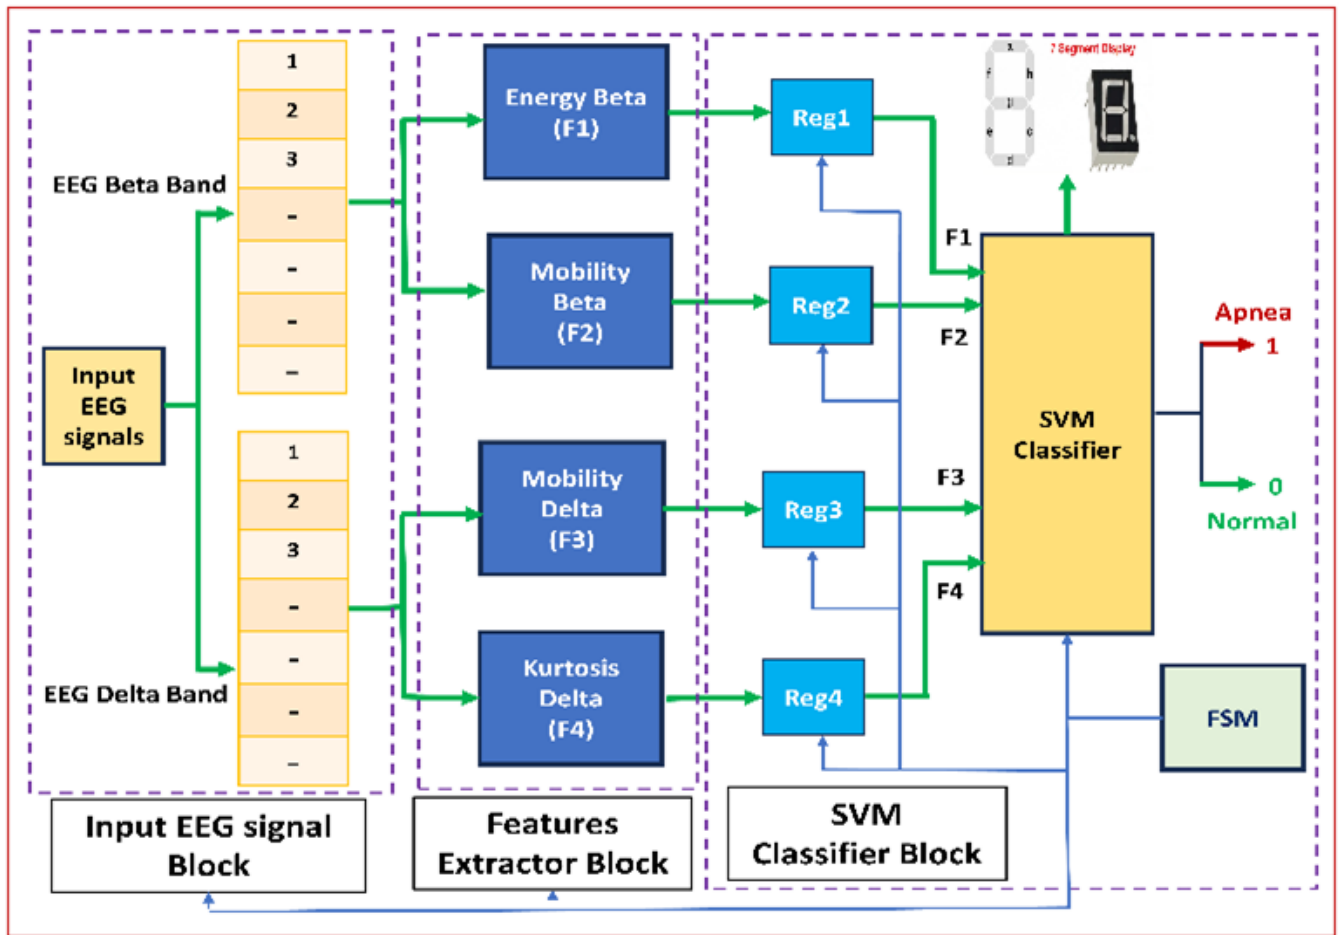 1
2
3
-
-
-
–
EEG Beta Band
Input
EEG
signals
1
2
3
-
-
-
–
EEG Delta Band
Input EEG signal
Block
Energy Beta
(F1)
Mobility
Beta
(F2)
Mobility
Delta
(F3)
Kurtosis
Delta
(F4)
Features
Extractor Block
Reg1
Reg2
Reg3
Reg4
F1
F2
F3
F4
7 Segment Display
f
h
e
c
SVM
Classifier
Apnea
1
0
Normal
FSM
SVM
Classifier Block